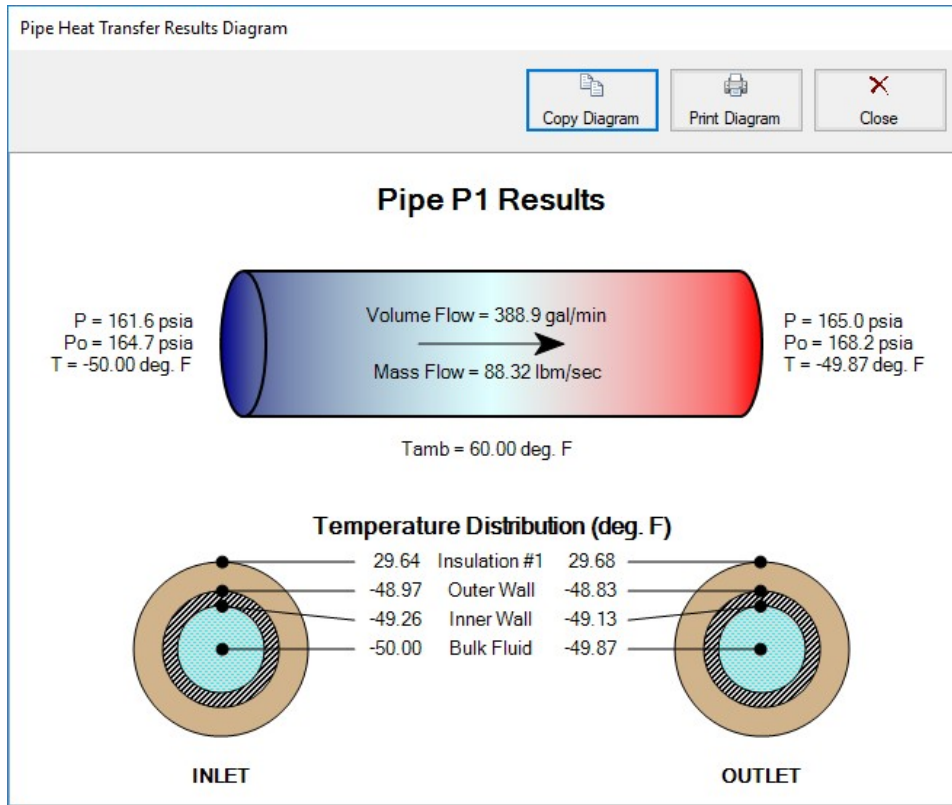 Pipe Heat Transfer Results Diagram
Copy Diagram
Print Diagram
Close
Pipe P1 Results
P = 161.6 psia
Po = 164.7 psia
T = -50.00 deg. F
Volume Flow = 388.9 gal/min
Mass Flow = 88.32 lbm/sec
P = 165.0 psia
Po = 168.2 psia
T = -49.87 deg. F
Tamb = 60.00 deg. F
Temperature Distribution (deg. F)
29.64 Insulation #1 29.68
-48.97 Outer Wall -48.83
-49.26 Inner Wall -49.13
-50.00 Bulk Fluid -49.87
INLET
OUTLET